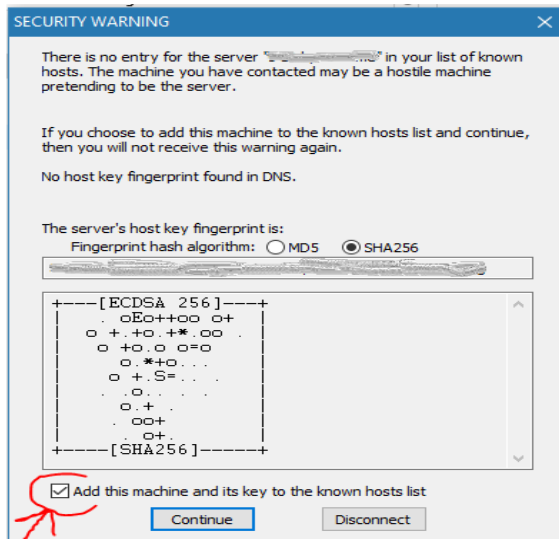 SECURITY WARNING
There is no entry for the server "" in your list of known
hosts. The machine you have contacted may be a hostile machine
pretending to be the server.
If you choose to add this machine to the known hosts list and continue,
then you will not receive this warning again.
No host key fingerprint found in DNS.
The server's host key fingerprint is:
Fingerprint hash algorithm: MD5 SHA256
+---[ECDSA 256]---+
|    . oEo++oo o+ |
|   o +.+o.+*.oo .|
|    o +o.o o=o   |
|      o.*+o...   |
|     o +.S=.. .  |
|    . .o.. . .   |
|      o.+ .      |
|     . oo+       |
|      . o+.      |
+----[SHA256]-----+
Add this machine and its key to the known hosts list
Continue Disconnect